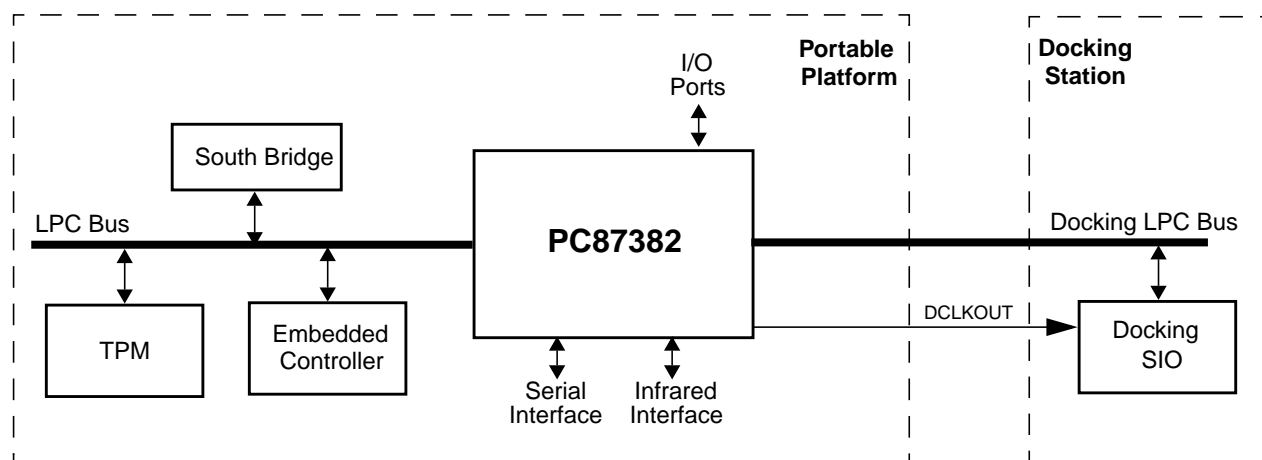 Portable
Platform
Docking
Station
I/O
Ports
South Bridge
LPC Bus
PC87382
Docking LPC Bus
TPM
Embedded
Controller
DCLKOUT
Docking
SIO
Serial
Interface
Infrared
Interface